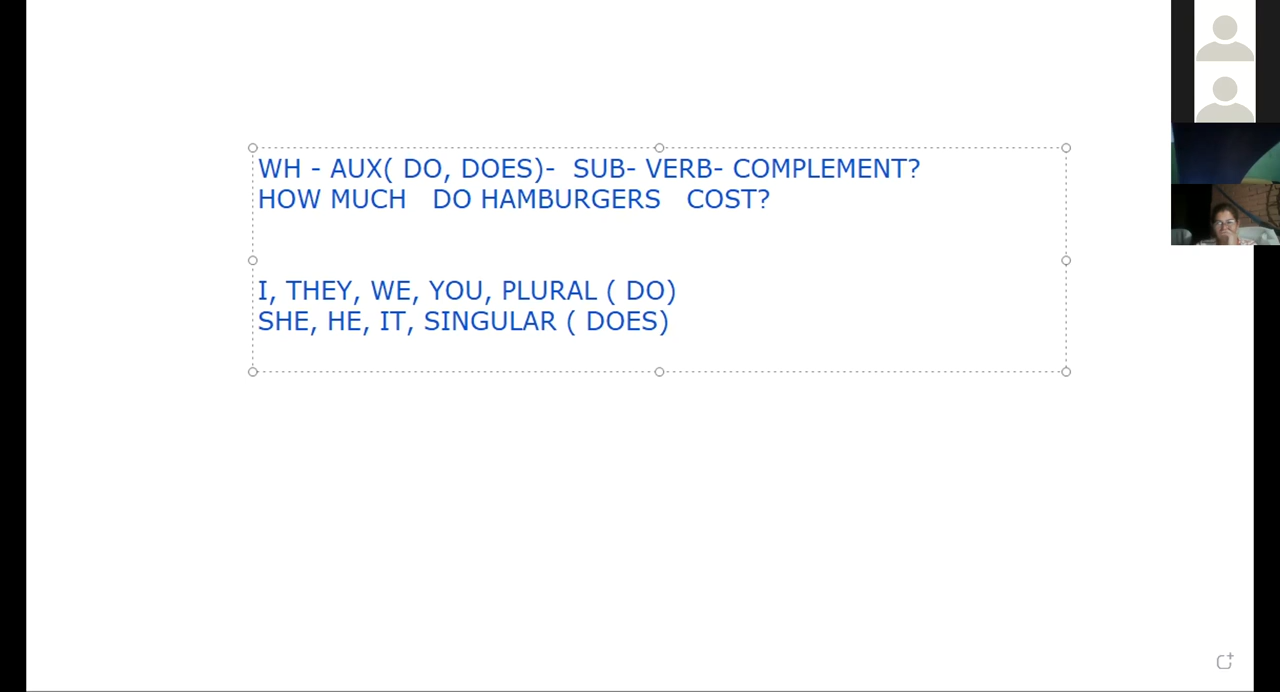 WH - AUX( DO, DOES)-  SUB- VERB- COMPLEMENT?
HOW MUCH   DO HAMBURGERS   COST?
I, THEY, WE, YOU, PLURAL ( DO)
SHE, HE, IT, SINGULAR ( DOES)